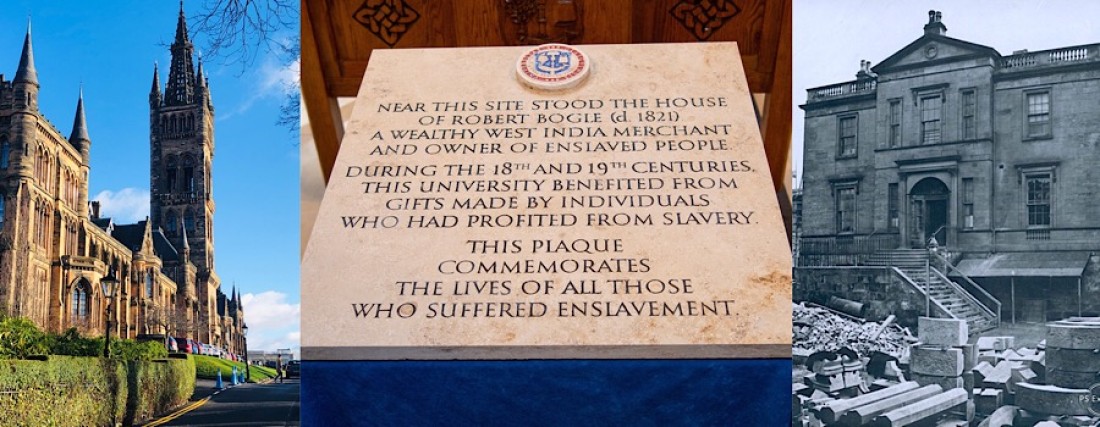 NEAR THIS SITE STOOD THE HOUSE
OF ROBERT BOGLE (d. 1821)
A WEALTHY WEST INDIA MERCHANT
AND OWNER OF ENSLAVED PEOPLE.
DURING THE 18TH AND 19TH CENTURIES,
THIS UNIVERSITY BENEFITED FROM
GIFTS MADE BY INDIVIDUALS
WHO HAD PROFITED FROM SLAVERY.
THIS PLAQUE
COMMEMORATES
THE LIVES OF ALL THOSE
WHO SUFFERED ENSLAVEMENT.
PS Ex